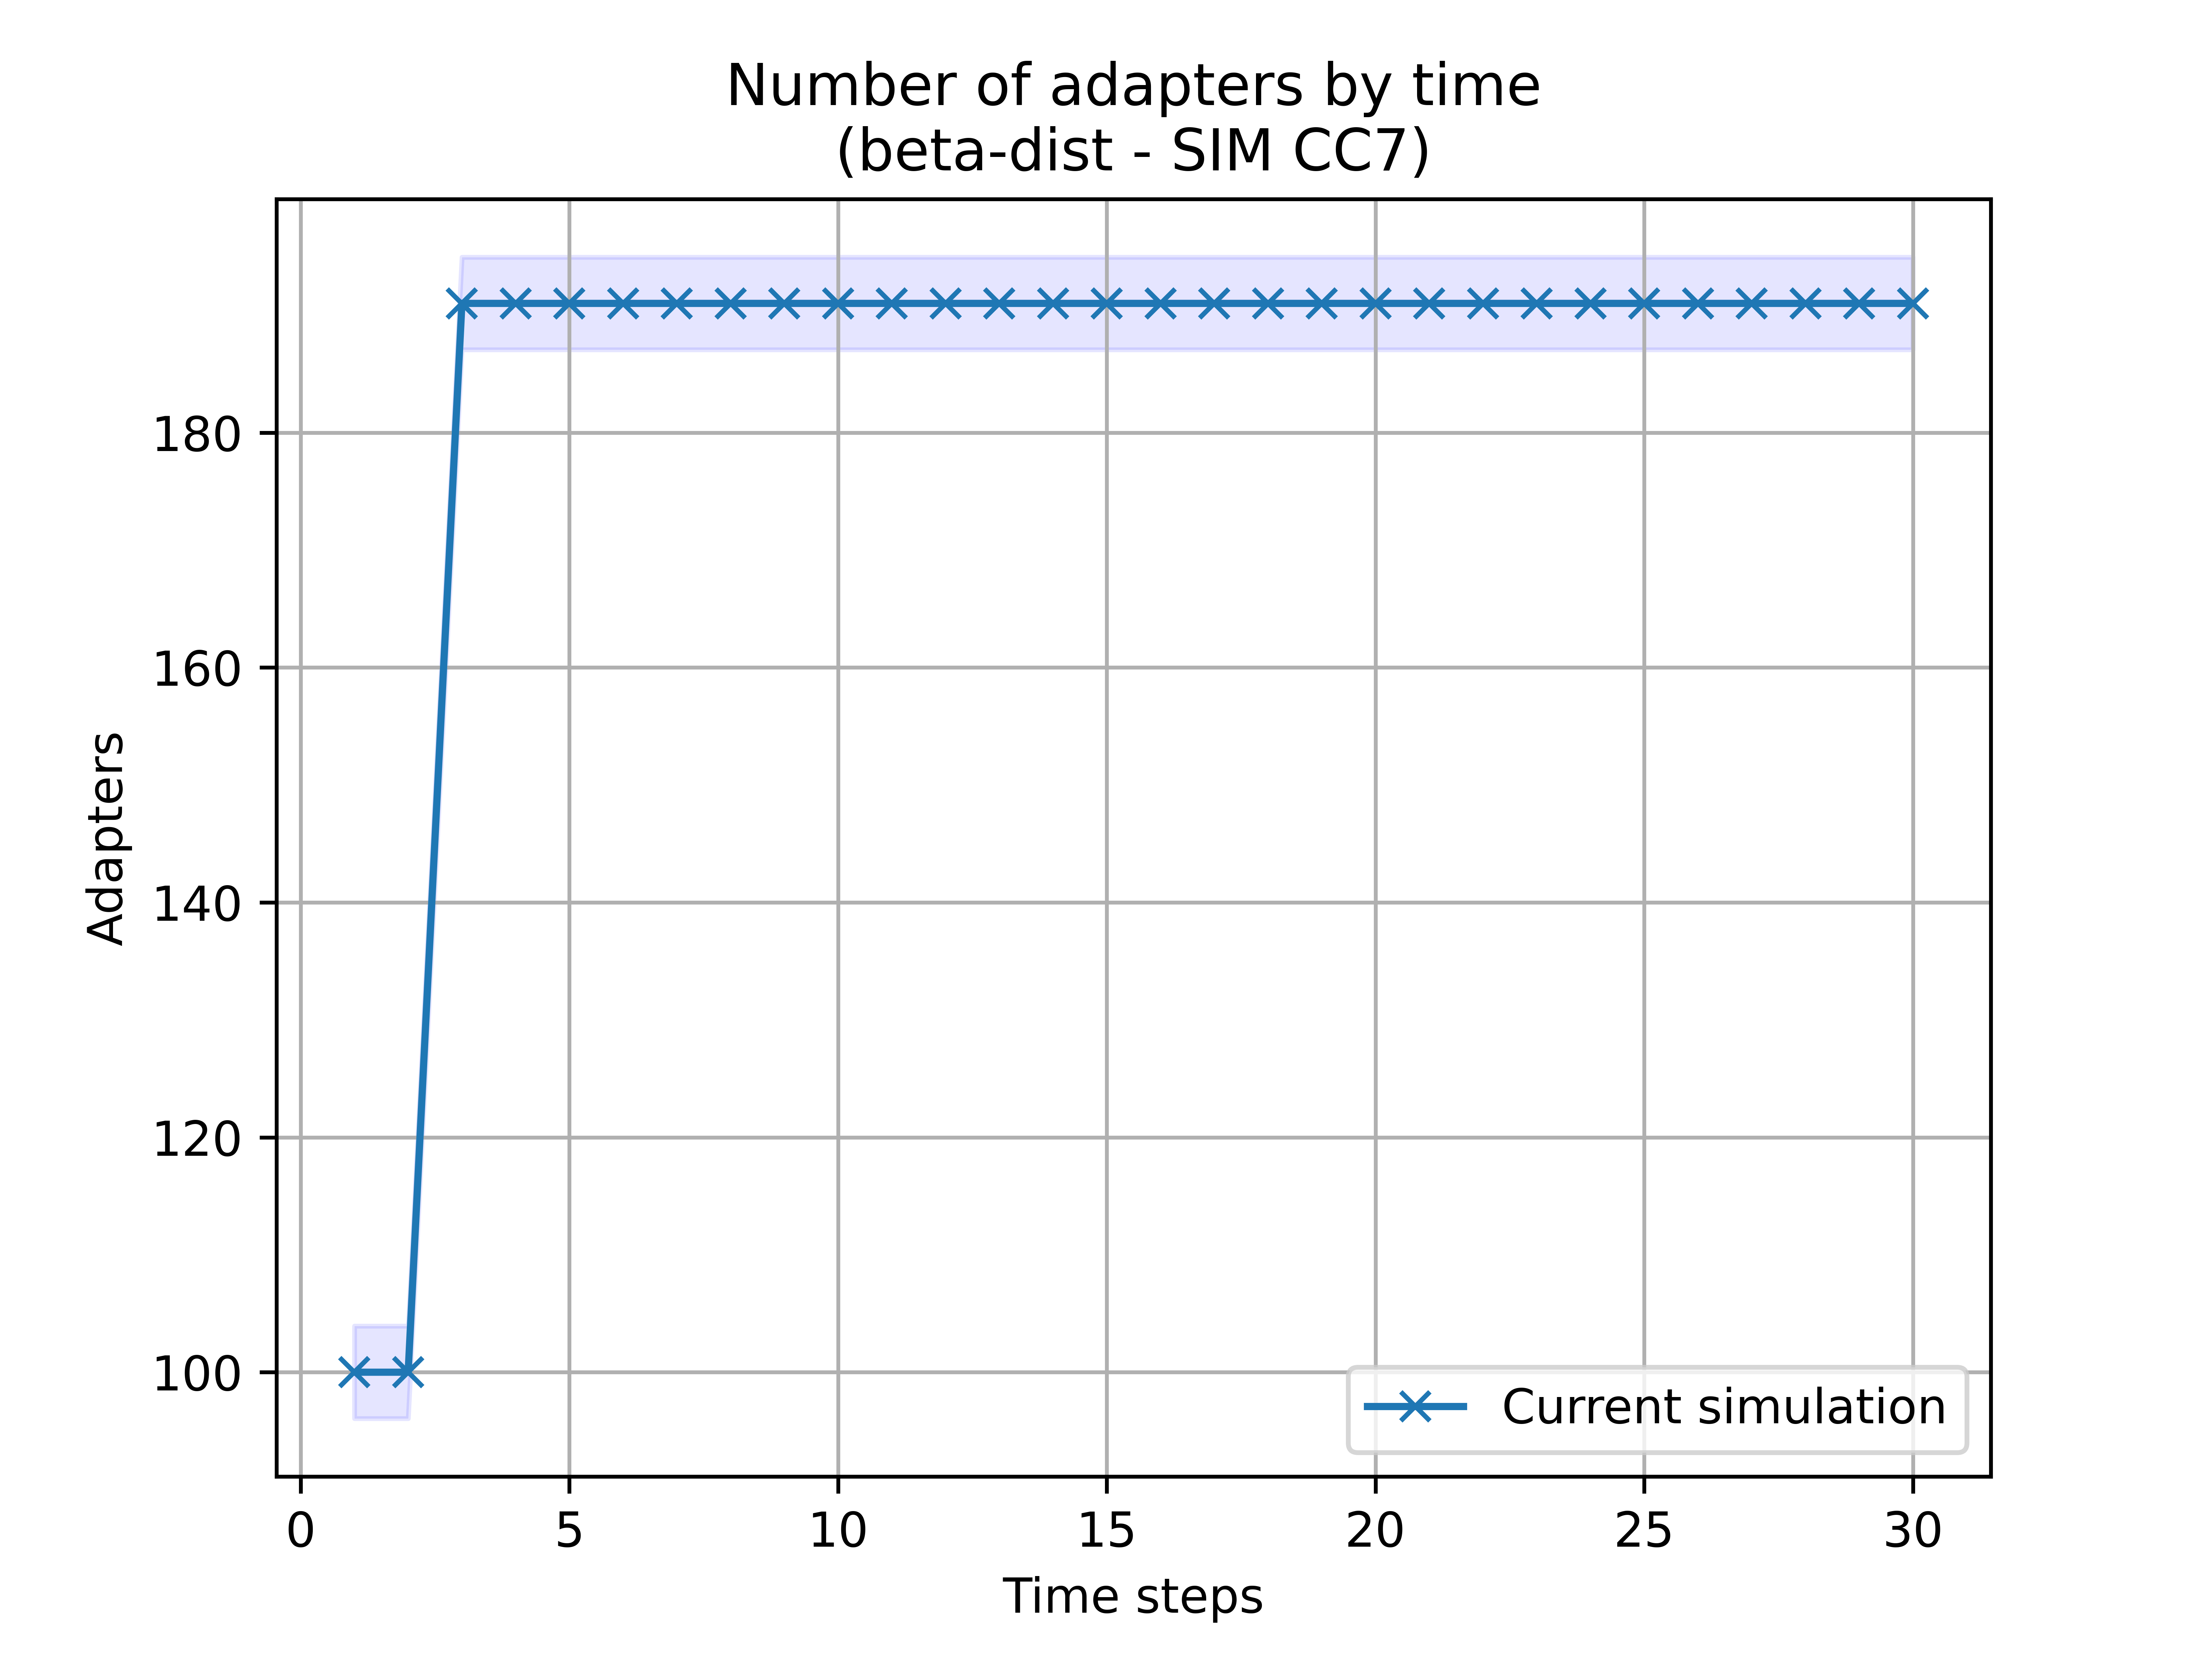 Number of adapters by time
(beta-dist - SIM CC7)
Adapters
180
160
140
120
100
Current simulation
0 5 10 15 20 25 30
Time steps